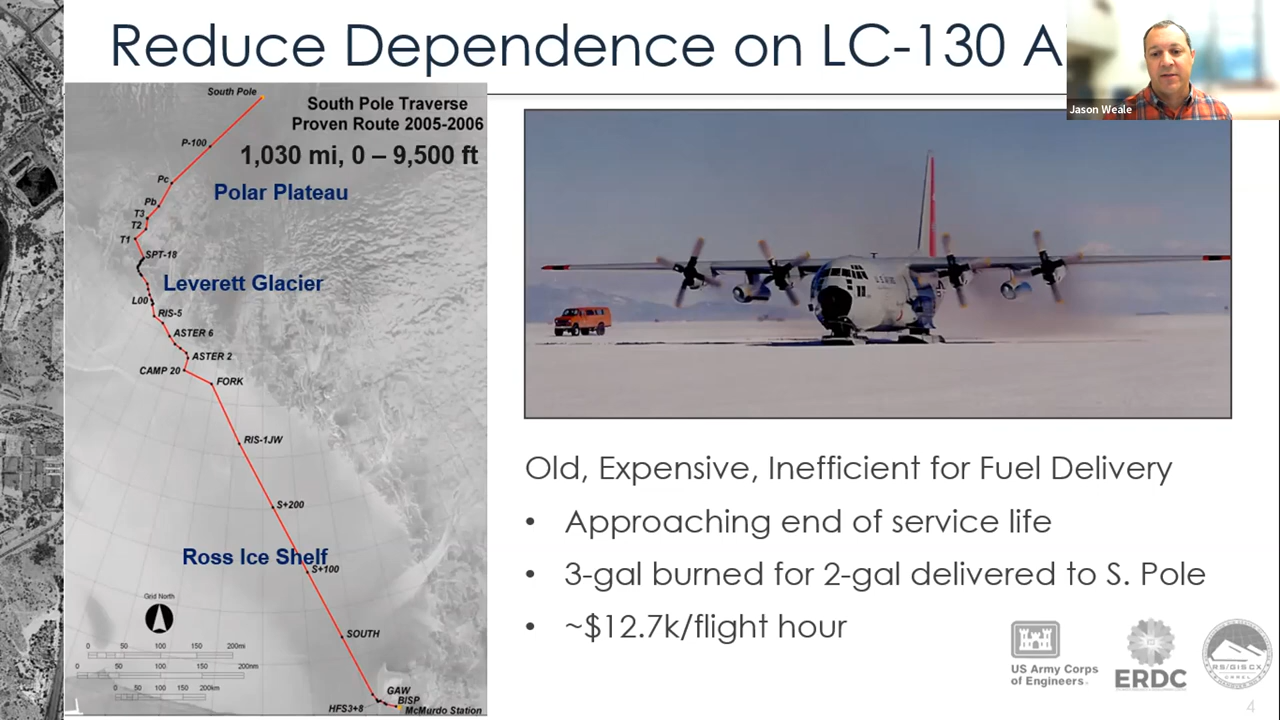 Reduce Dependence on LC-130 A
Jason Weale
South Pole
South Pole Traverse
Proven Route 2005-2006
1,030 mi, 0 – 9,500 ft
P-100
Pc
Polar Plateau
Pb
T3
T2
T1
SPT-18
Leverett Glacier
L00
RIS-5
ASTER 6
ASTER 2
CAMP 20
FORK
RIS-1JW
S+200
Ross Ice Shelf
S+100
Grid North
SOUTH
0 50 100 150 200mi
0 50 100 150 200nm
0 50 100 150 200km
GAW
BISP
HFS3+8
McMurdo Station
Old, Expensive, Inefficient for Fuel Delivery
• Approaching end of service life
• 3-gal burned for 2-gal delivered to S. Pole
• ~$12.7k/flight hour
US Army Corps
of Engineers
ERDC
RS/GISCX
4